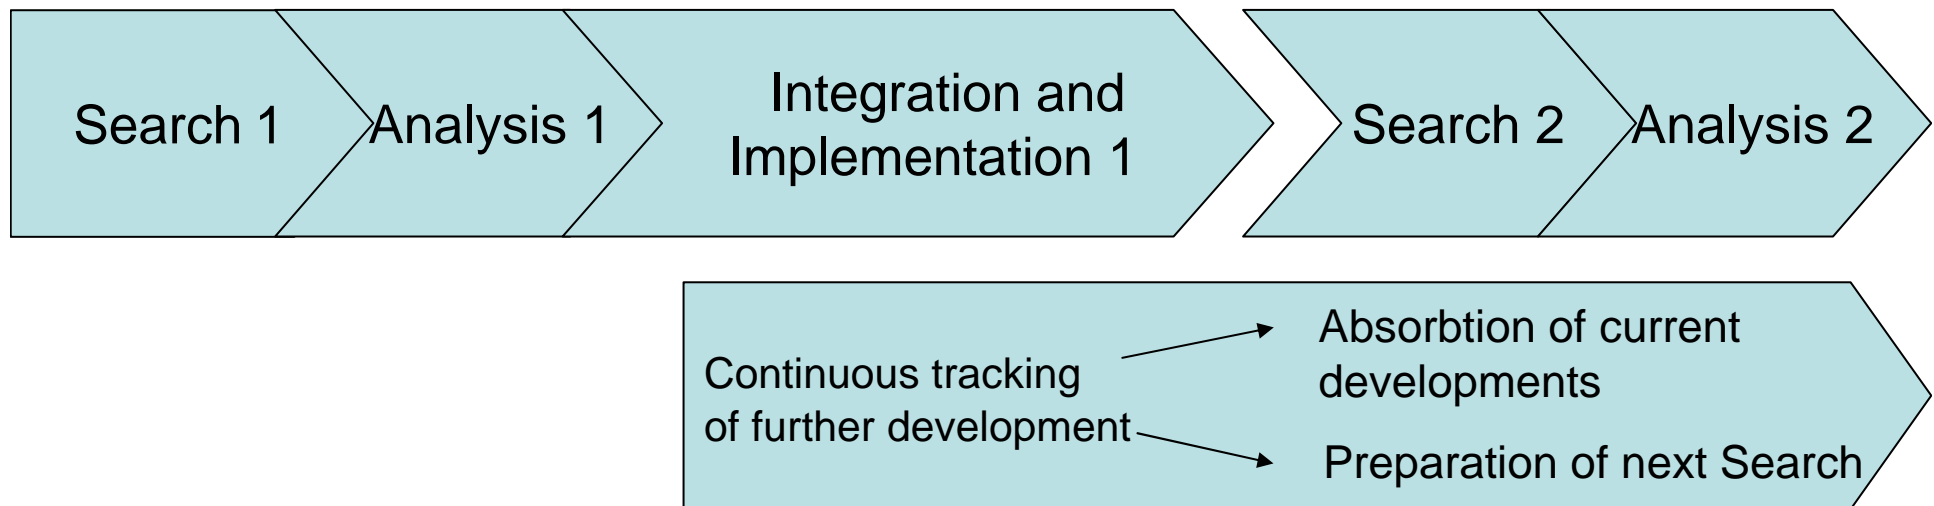 Search 1
Analysis 1
Integration and
Implementation 1
Search 2
Analysis 2
Continuous tracking
of further development
Absorbtion of current
developments
Preparation of next Search